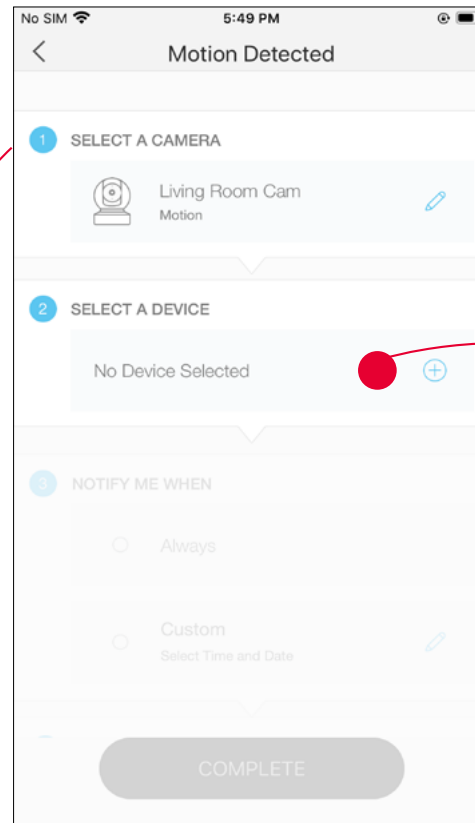 No SIM 5:49 PM
Motion Detected
1 SELECT A CAMERA
Living Room Cam
Motion
2 SELECT A DEVICE
No Device Selected
3 NOTIFY ME WHEN
Always
Custom
Select Time and Date
COMPLETE